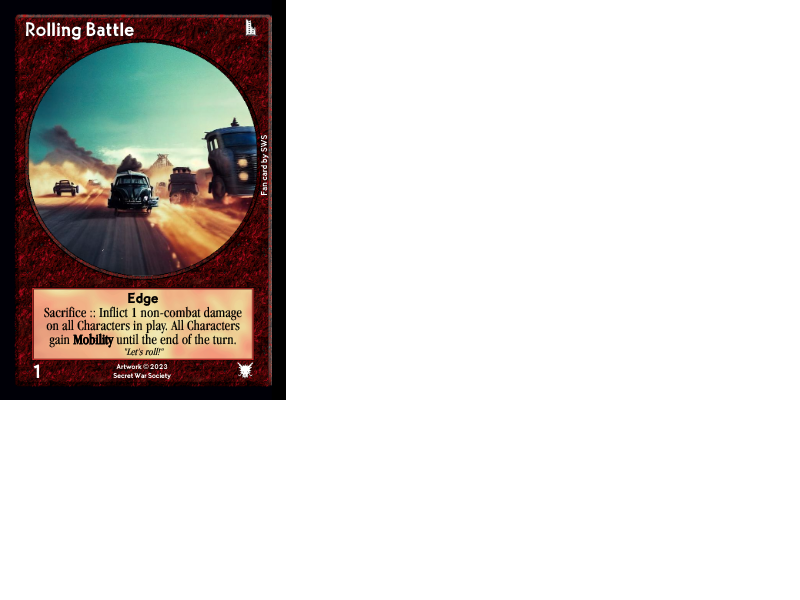 Rolling Battle
Fan card by SWS
Edge
Sacrifice :: Inflict 1 non-combat damage
on all Characters in play. All Characters
gain Mobility until the end of the turn.
"Let's roll!"
1
Artwork © 2023
Secret War Society